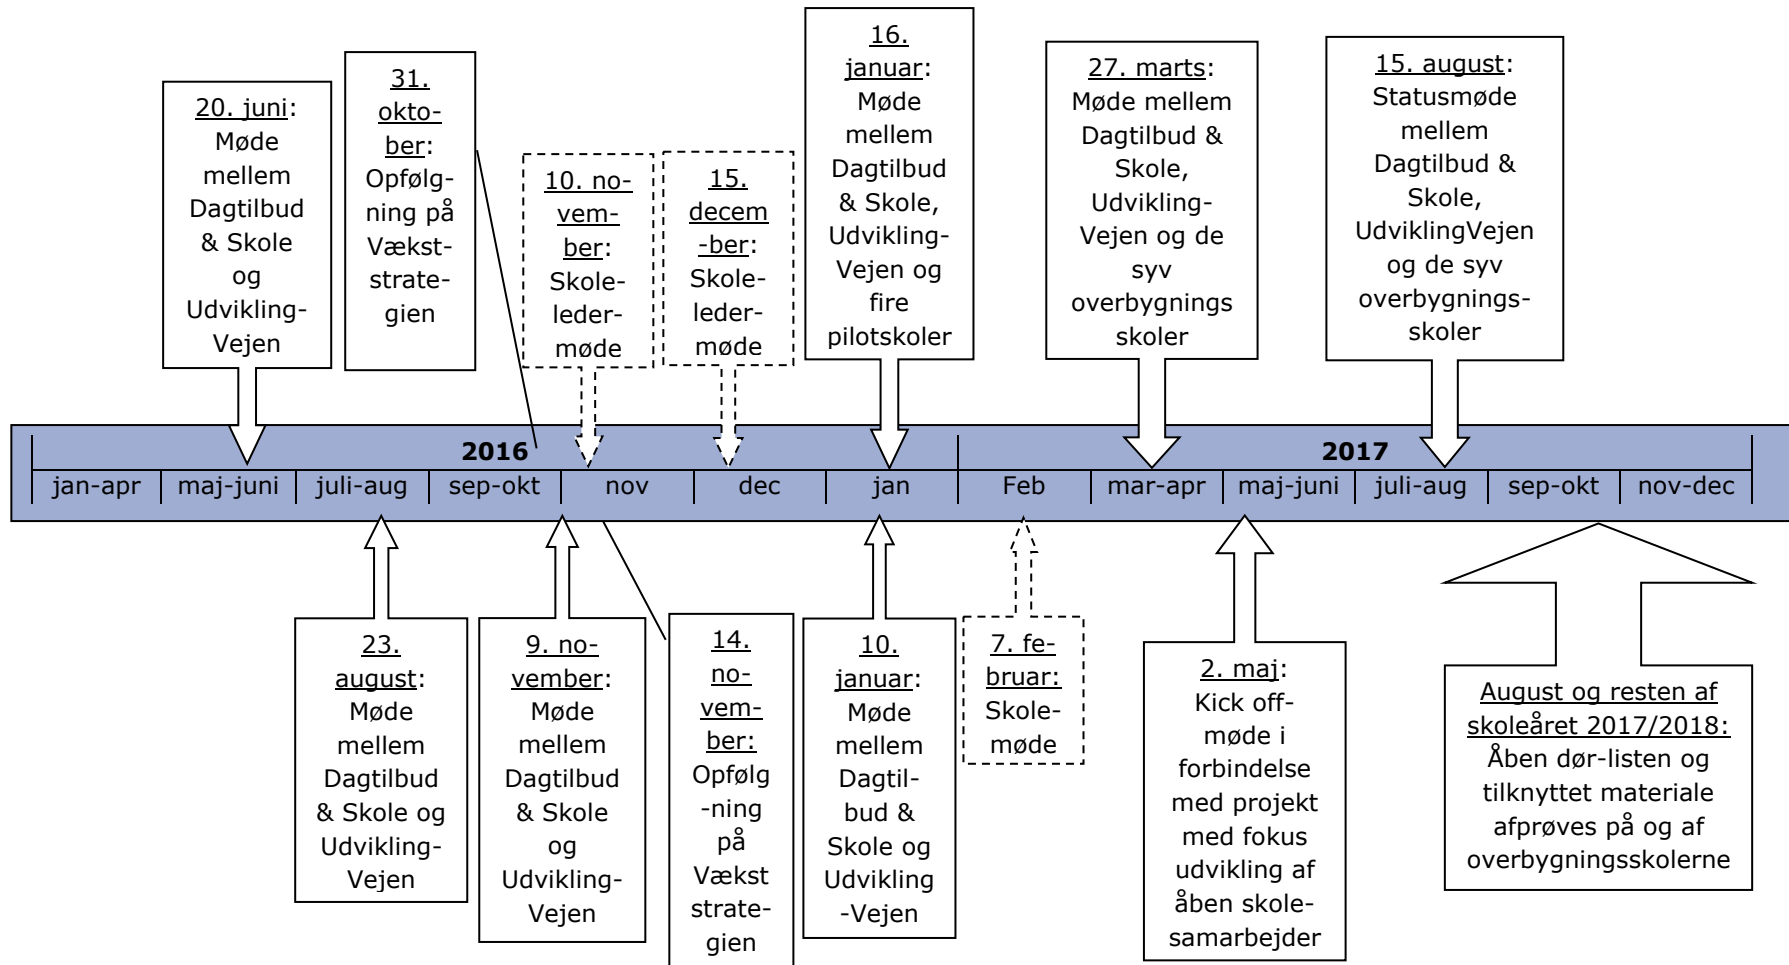 20. juni:
Møde
mellem
Dagtilbud
& Skole
og
Udvikling-
Vejen
31.
okto-
ber:
Opfølg-
ning på
Vækst-
strate-
gien
10. no-
vem-
ber:
Skole-
leder-
møde
15.
decem
-ber:
Skole-
leder-
møde
16.
januar:
Møde
mellem
Dagtilbud
& Skole,
Udvikling-
Vejen og
fire
pilotskoler
27. marts:
Møde mellem
Dagtilbud &
Skole,
Udvikling-
Vejen og de
syv
overbygnings
skoler
15. august:
Statusmøde
mellem
Dagtilbud &
Skole,
UdviklingVejen
og de syv
overbygnings-
skoler
2016
2017
jan-apr
maj-juni
juli-aug
sep-okt
nov
dec
jan
Feb
mar-apr
maj-juni
juli-aug
sep-okt
nov-dec
23.
august:
Møde
mellem
Dagtilbud
& Skole og
Udvikling-
Vejen
9. no-
vember:
Møde
mellem
Dagtilbud
& Skole
og
Udvikling-
Vejen
14.
no-
vem-
ber:
Opfølg
-ning
på
Vækst
strate-
gien
10.
januar:
Møde
mellem
Dagtil-
bud &
Skole og
Udvikling
-Vejen
7. fe-
bruar:
Skole-
møde
2. maj:
Kick off-
møde i
forbindelse
med projekt
med fokus
udvikling af
åben skole-
samarbejder
August og resten af
skoleåret 2017/2018:
Åben dør-listen og
tilknyttet materiale
afprøves på og af
overbygningsskolerne